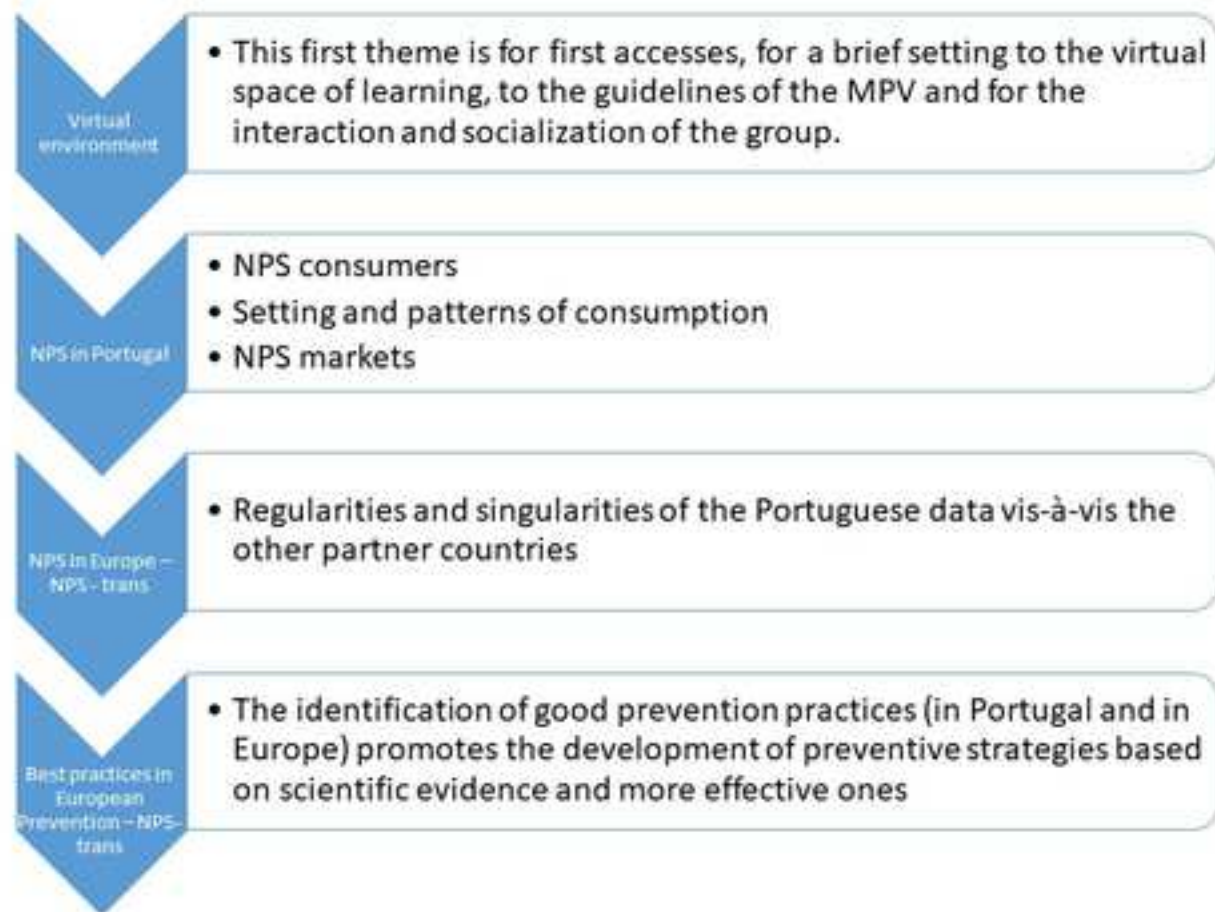 Virtual
environment
• This first theme is for first accesses, for a brief setting to the virtual
space of learning, to the guidelines of the MPV and for the
interaction and socialization of the group.
NPS in Portugal
• NPS consumers
• Setting and patterns of consumption
• NPS markets
NPS in Europe –
NPS - trans
• Regularities and singularities of the Portuguese data vis-à-vis the
other partner countries
Best practices in
European
Prevention – NPS-
trans
• The identification of good prevention practices (in Portugal and in
Europe) promotes the development of preventive strategies based
on scientific evidence and more effective ones